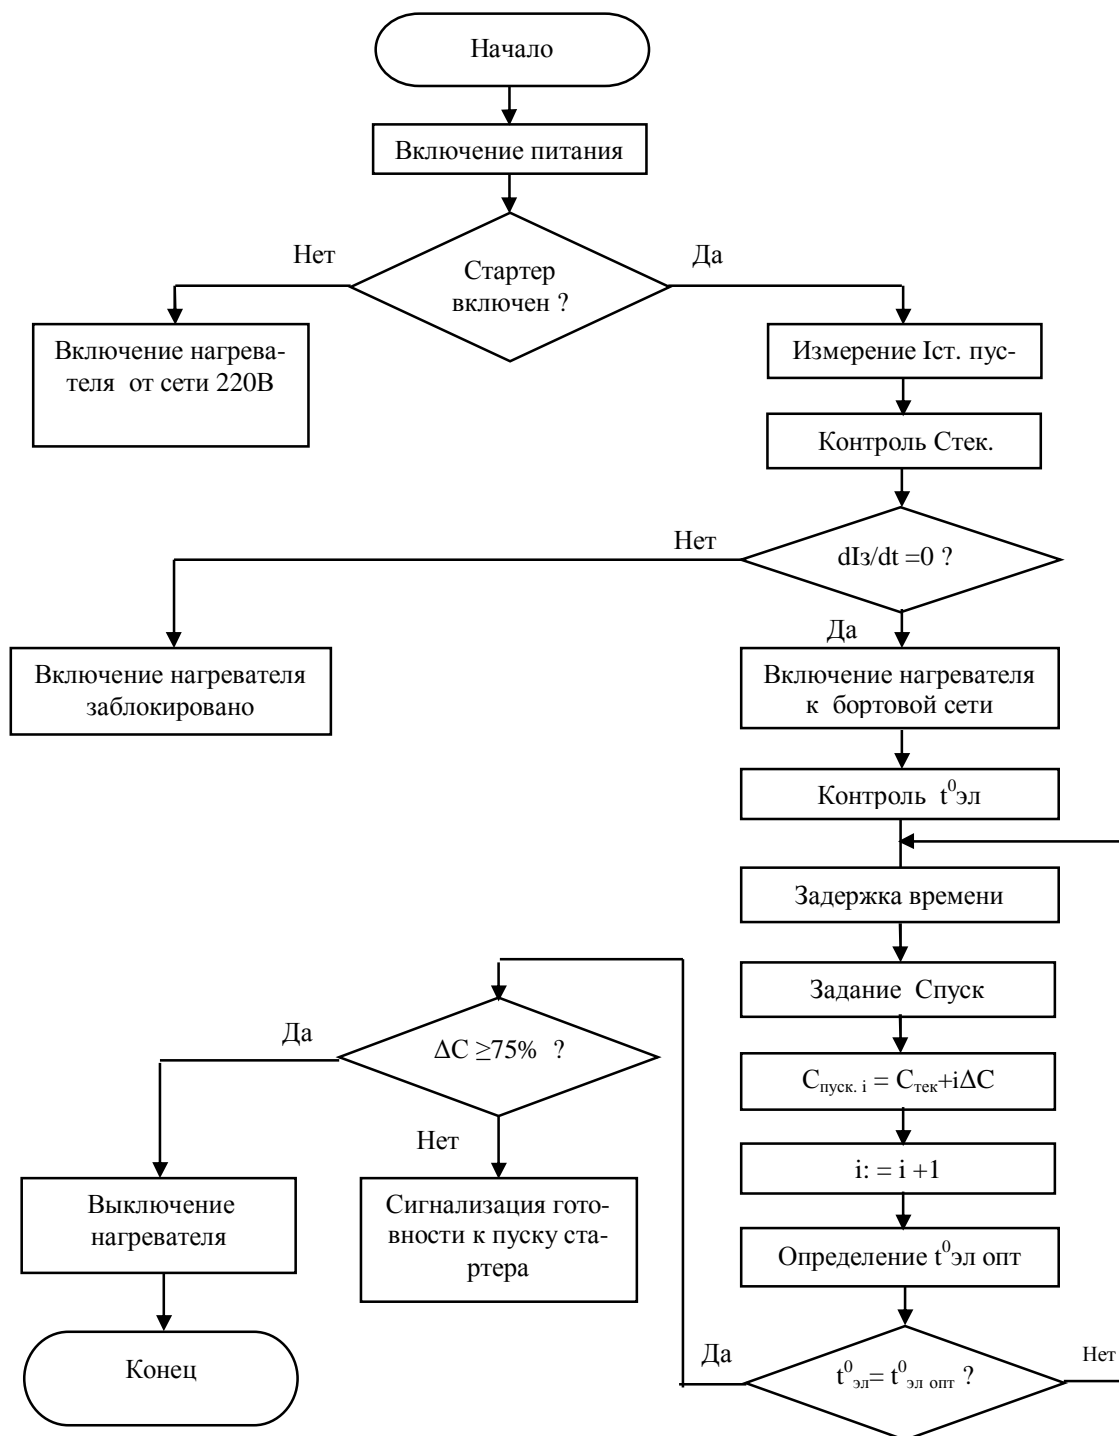 Начало
Включение питания
Нет
Да
Стартер
включен ?
Включение нагрева-
теля от сети 220В
Измерение Iст. пус-
Контроль Стек.
Нет
dIз/dt =0 ?
Да
Включение нагревателя
заблокировано
Включение нагревателя
к бортовой сети
Контроль t⁰эл
Задержка времени
Задание Спуск
Да
ΔC ≥75% ?
Cпуск. i = Cтек+iΔC
Нет
i: = i +1
Выключение
нагревателя
Сигнализация гото-
вности к пуску ста-
ртера
Определение t⁰эл опт
Конец
Да
t⁰эл= t⁰эл опт ?
Нет